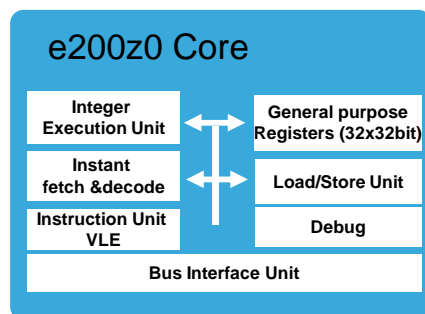 e200z0 Core
Integer
Execution Unit
General purpose
Registers (32x32bit)
Instant
fetch &decode
Load/Store Unit
Instruction Unit
VLE
Debug
Bus Interface Unit